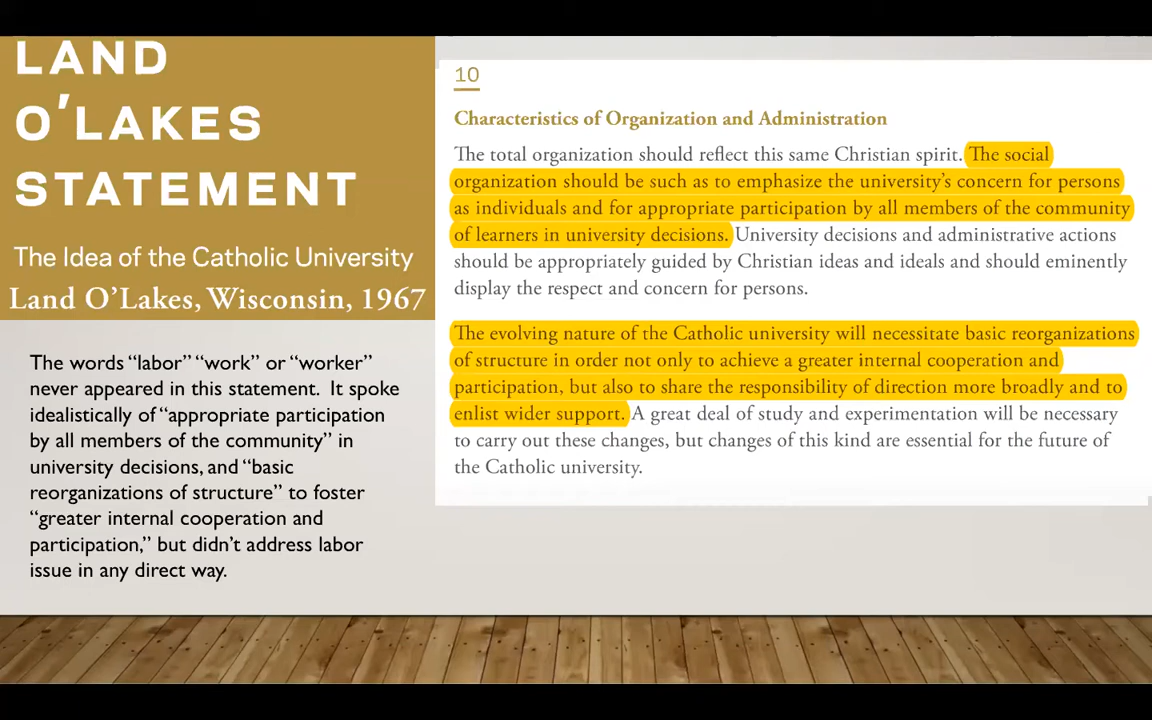 LAND
O'LAKES
STATEMENT
The Idea of the Catholic University
Land O'Lakes, Wisconsin, 1967
The words “labor” “work” or “worker”
never appeared in this statement. It spoke
idealistically of “appropriate participation
by all members of the community” in
university decisions, and “basic
reorganizations of structure” to foster
“greater internal cooperation and
participation,” but didn’t address labor
issue in any direct way.
10
Characteristics of Organization and Administration
The total organization should reflect this same Christian spirit. The social
organization should be such as to emphasize the university’s concern for persons
as individuals and for appropriate participation by all members of the community
of learners in university decisions. University decisions and administrative actions
should be appropriately guided by Christian ideas and ideals and should eminently
display the respect and concern for persons.
The evolving nature of the Catholic university will necessitate basic reorganizations
of structure in order not only to achieve a greater internal cooperation and
participation, but also to share the responsibility of direction more broadly and to
enlist wider support. A great deal of study and experimentation will be necessary
to carry out these changes, but changes of this kind are essential for the future of
the Catholic university.